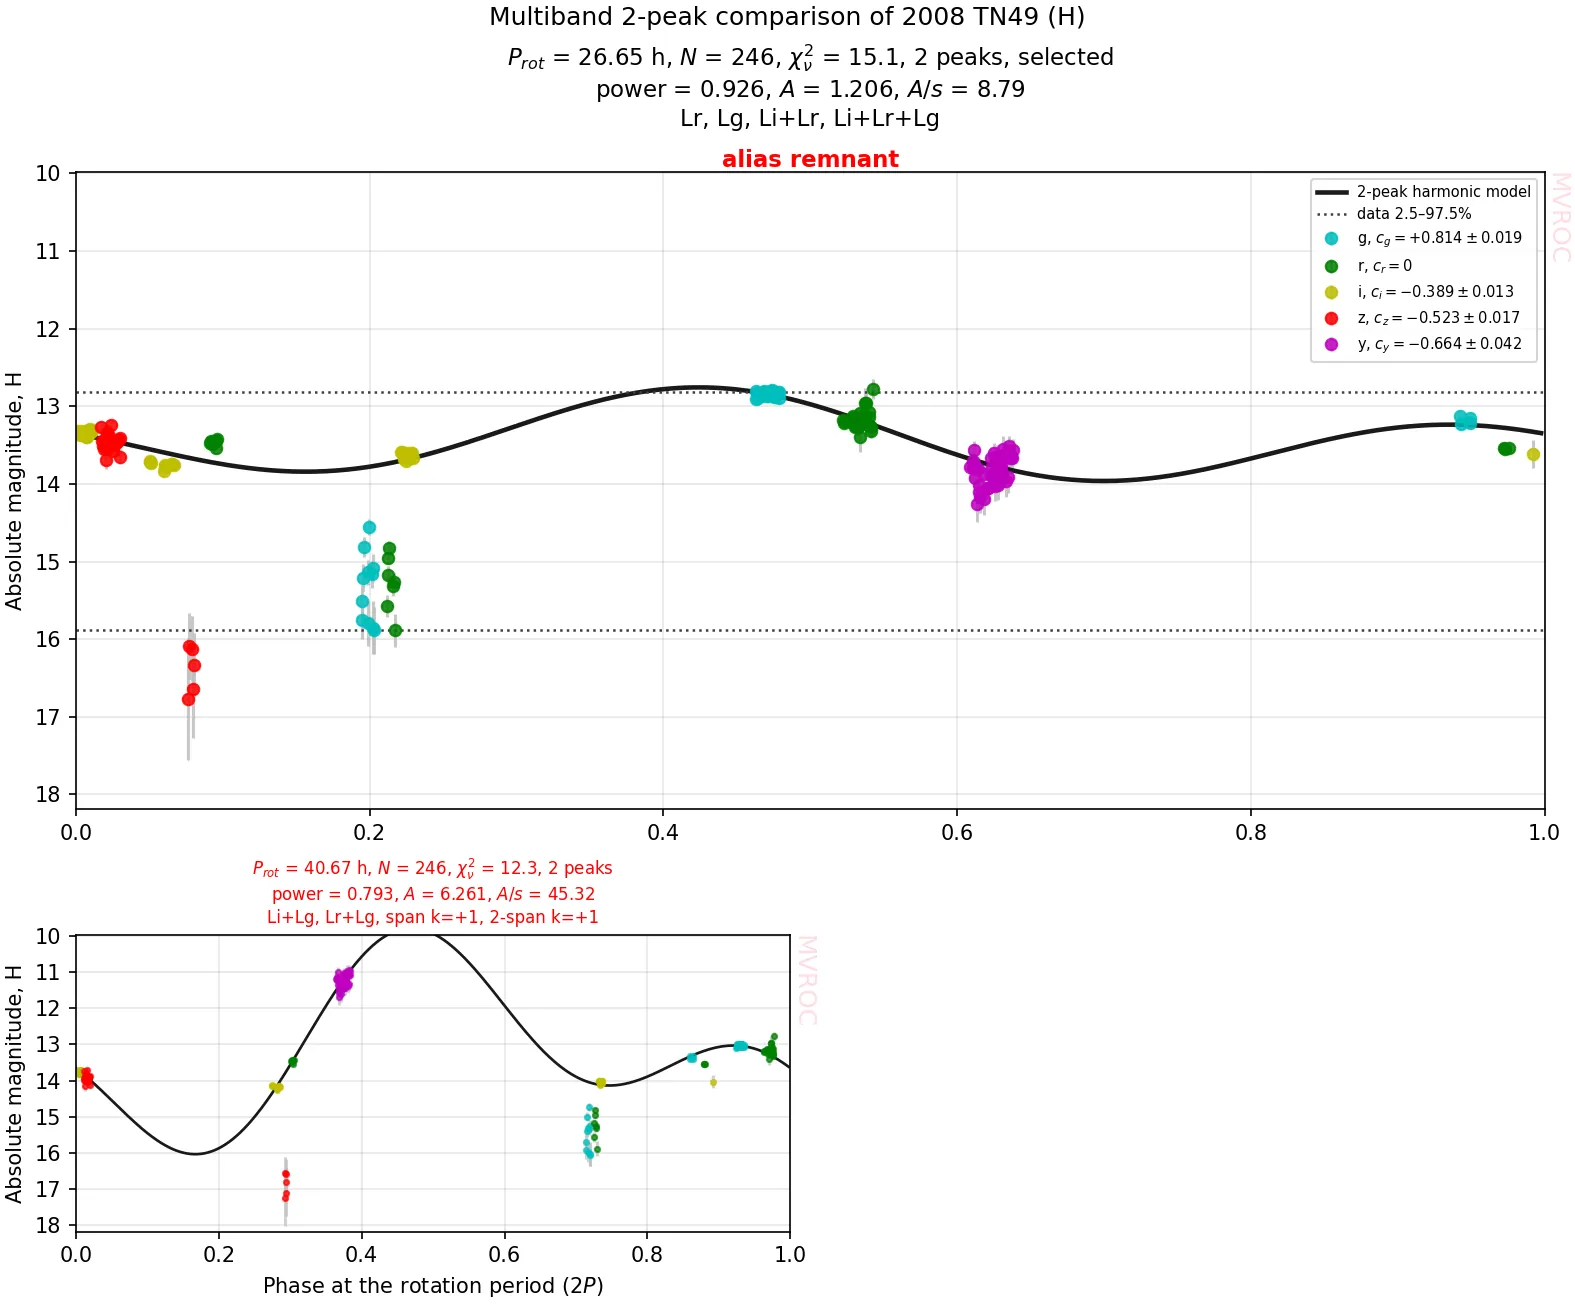 Multiband 2-peak comparison of 2008 TN49 (H)
P_rot = 26.65 h, N = 246, χ²_ν = 15.1, 2 peaks, selected
power = 0.926, A = 1.206, A/s = 8.79
Lr, Lg, Li+Lr, Li+Lr+Lg
alias remnant
MVROC
2-peak harmonic model
data 2.5–97.5%
g, c_g = +0.814 ± 0.019
r, c_r = 0
i, c_i = −0.389 ± 0.013
z, c_z = −0.523 ± 0.017
y, c_y = −0.664 ± 0.042
Absolute magnitude, H
10
11
12
13
14
15
16
17
18
0.0 0.2 0.4 0.6 0.8 1.0
P_rot = 40.67 h, N = 246, χ²_ν = 12.3, 2 peaks
power = 0.793, A = 6.261, A/s = 45.32
Li+Lg, Lr+Lg, span k=+1, 2-span k=+1
MVROC
Absolute magnitude, H
10
11
12
13
14
15
16
17
18
0.0 0.2 0.4 0.6 0.8 1.0
Phase at the rotation period (2P)